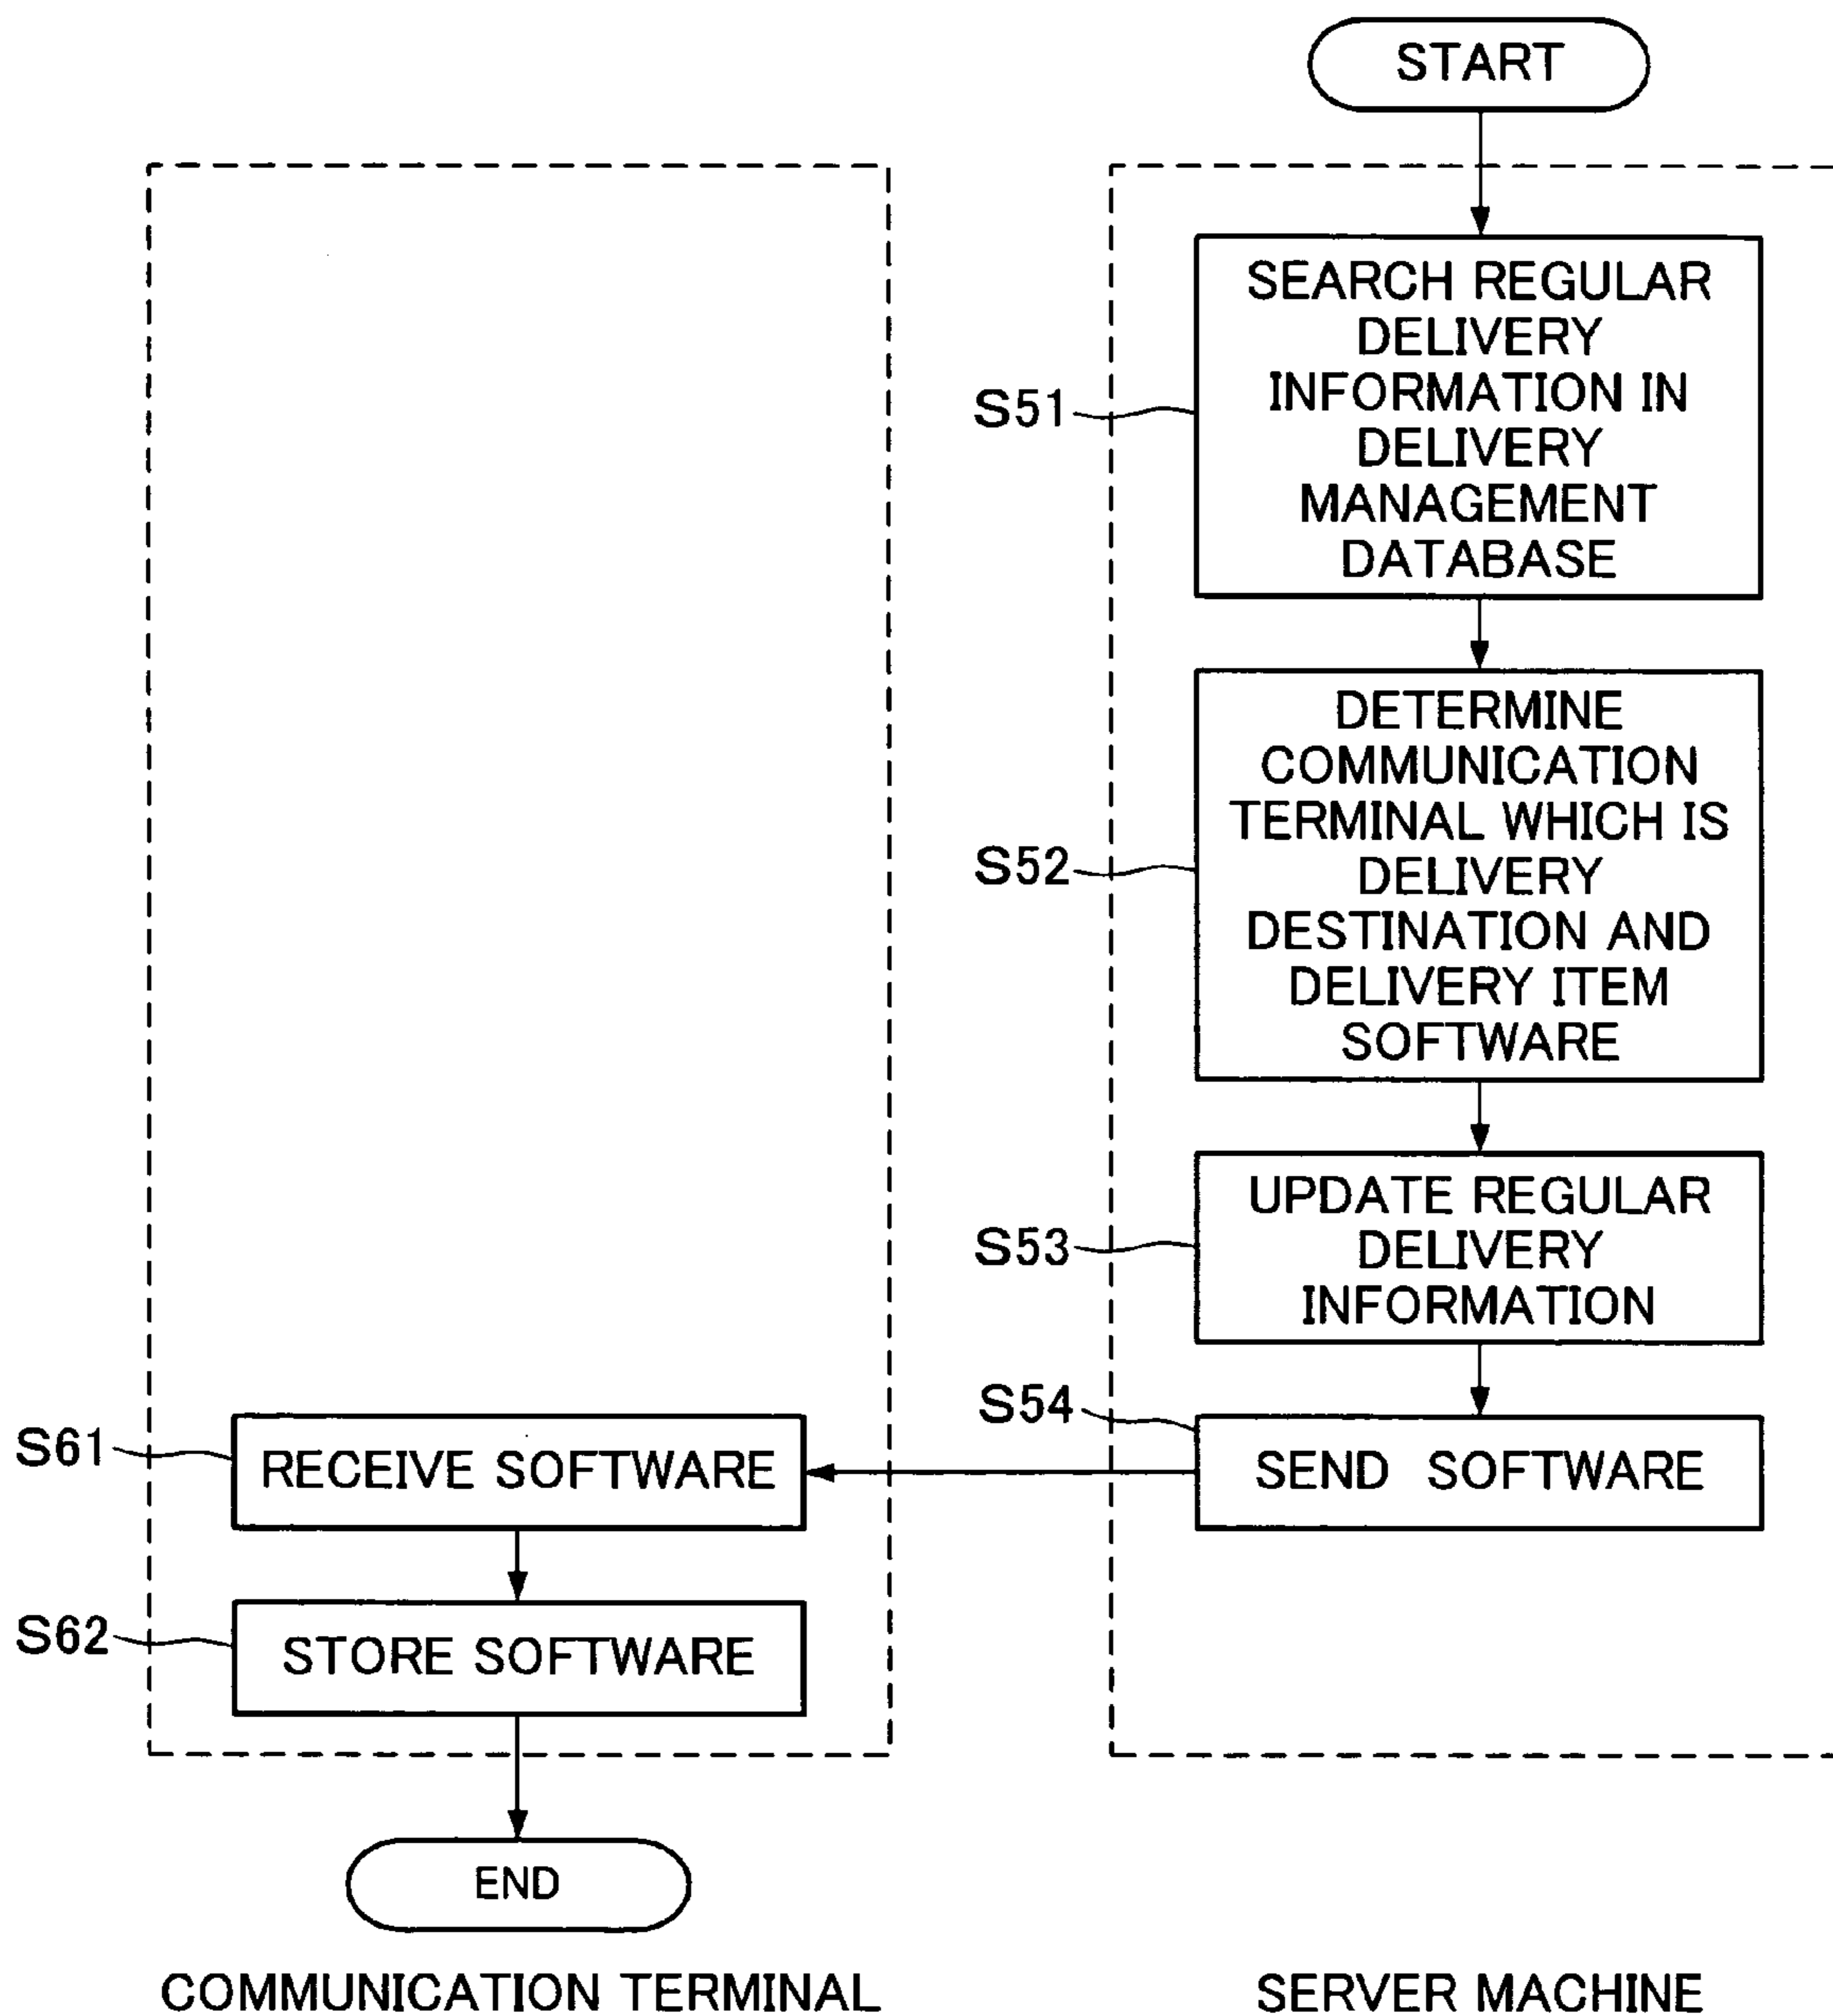 START
SEARCH REGULAR
DELIVERY
INFORMATION IN
DELIVERY
MANAGEMENT
DATABASE
S51
DETERMINE
COMMUNICATION
TERMINAL WHICH IS
DELIVERY
DESTINATION AND
DELIVERY ITEM
SOFTWARE
S52
UPDATE REGULAR
DELIVERY
INFORMATION
S53
S54
SEND SOFTWARE
S61
RECEIVE SOFTWARE
S62
STORE SOFTWARE
END
COMMUNICATION TERMINAL
SERVER MACHINE